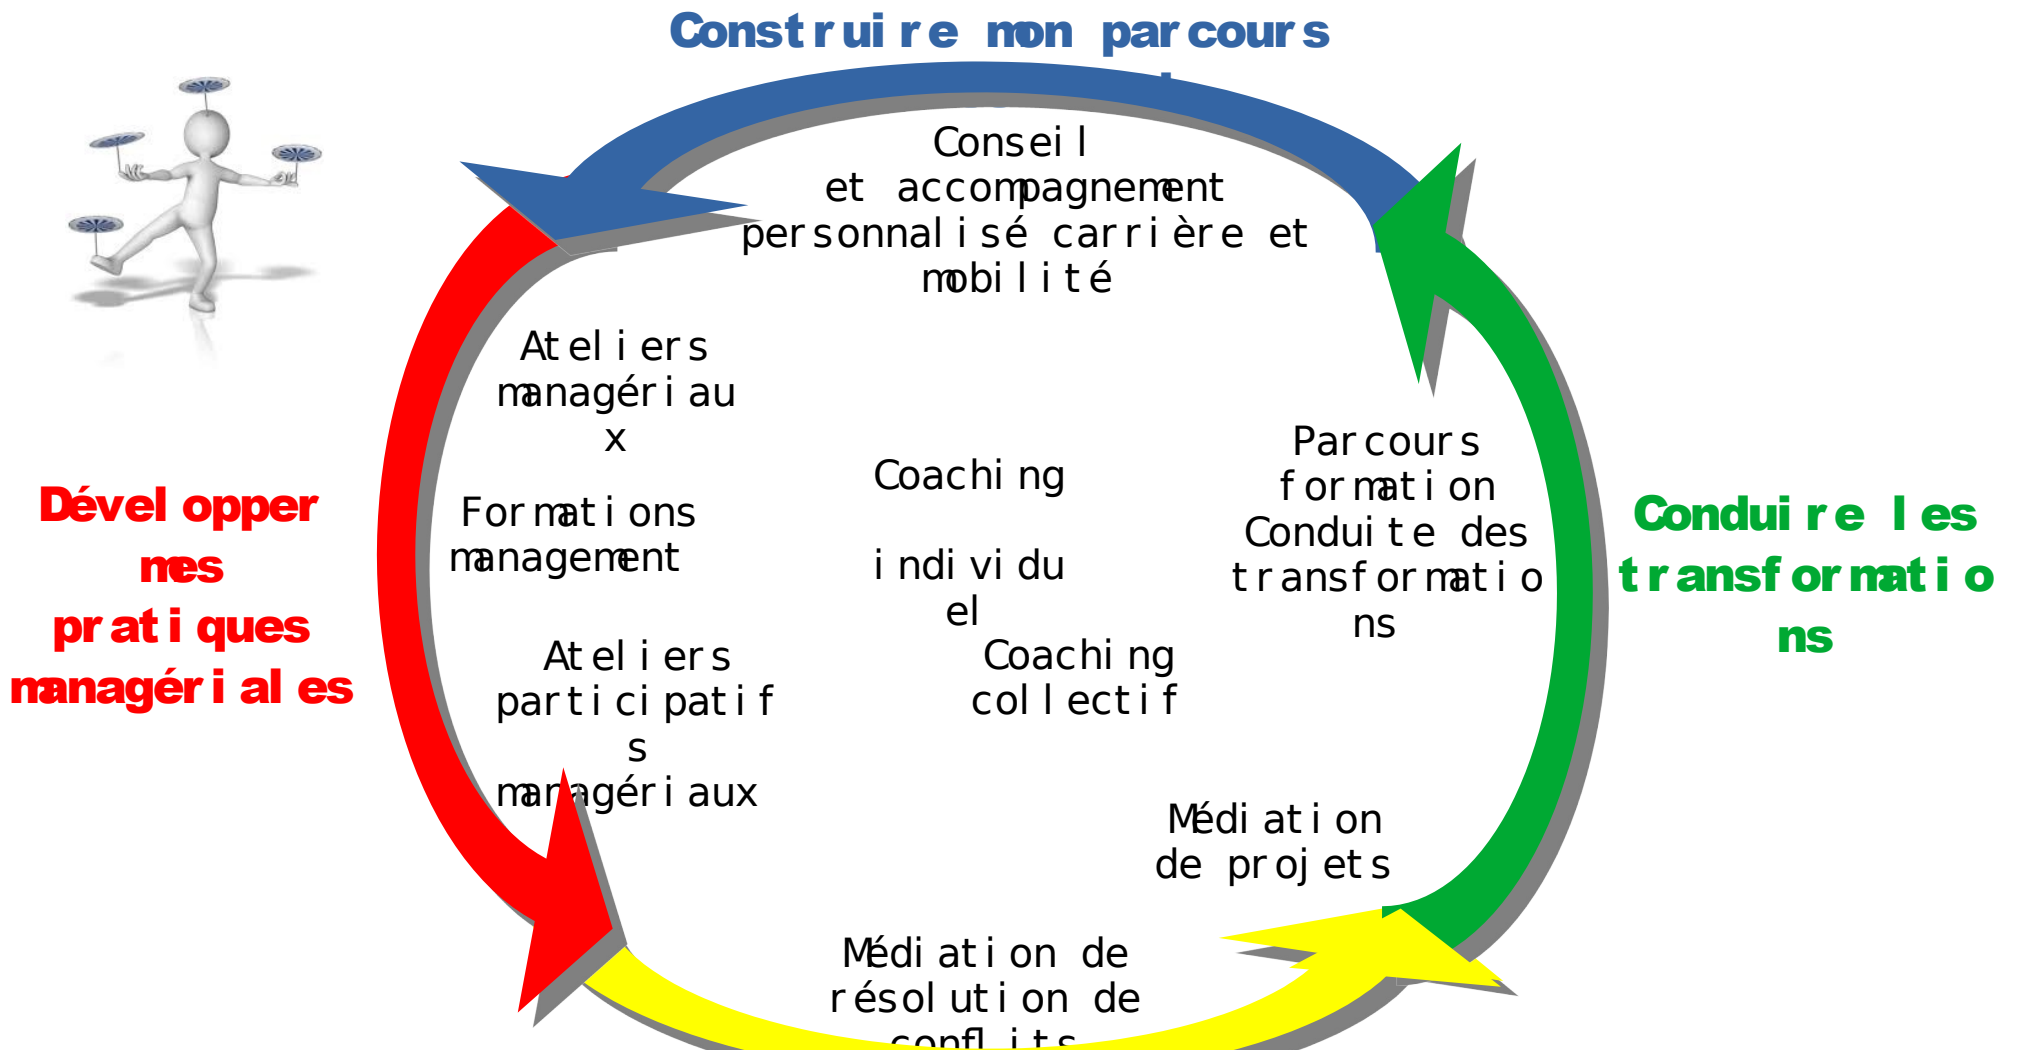 Construire mon parcours
Conseil
et accompagnement
personnalisé carrière et
mobilité
Ateliers
managériau
x
Formations
management
Ateliers
participatif
s
managériaux
Coaching
individu
el
Coaching
collectif
Parcours
formation
Conduite des
transformatio
ns
Médiation
de projets
Médiation de
résolution de
conflits
Développer
mes
pratiques
managériales
Conduire les
transformatio
ns